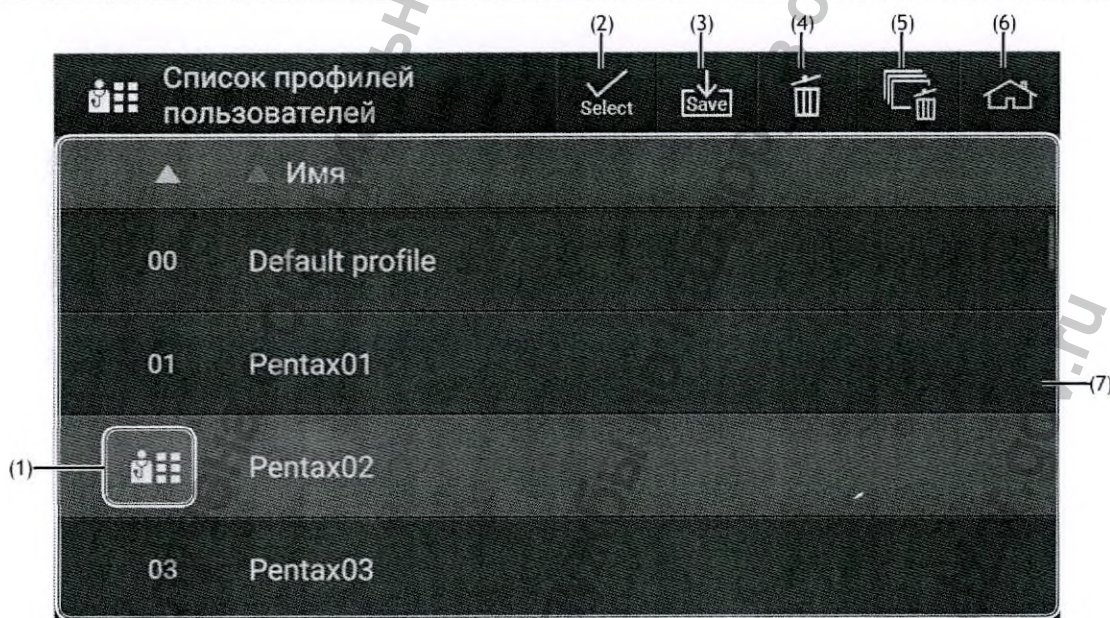 (2) (3) (4) (5) (6)
Список профилей
пользователей
Select
Save
Имя
00 Default profile
01 Pentax01
(7)
(1) Pentax02
03 Pentax03